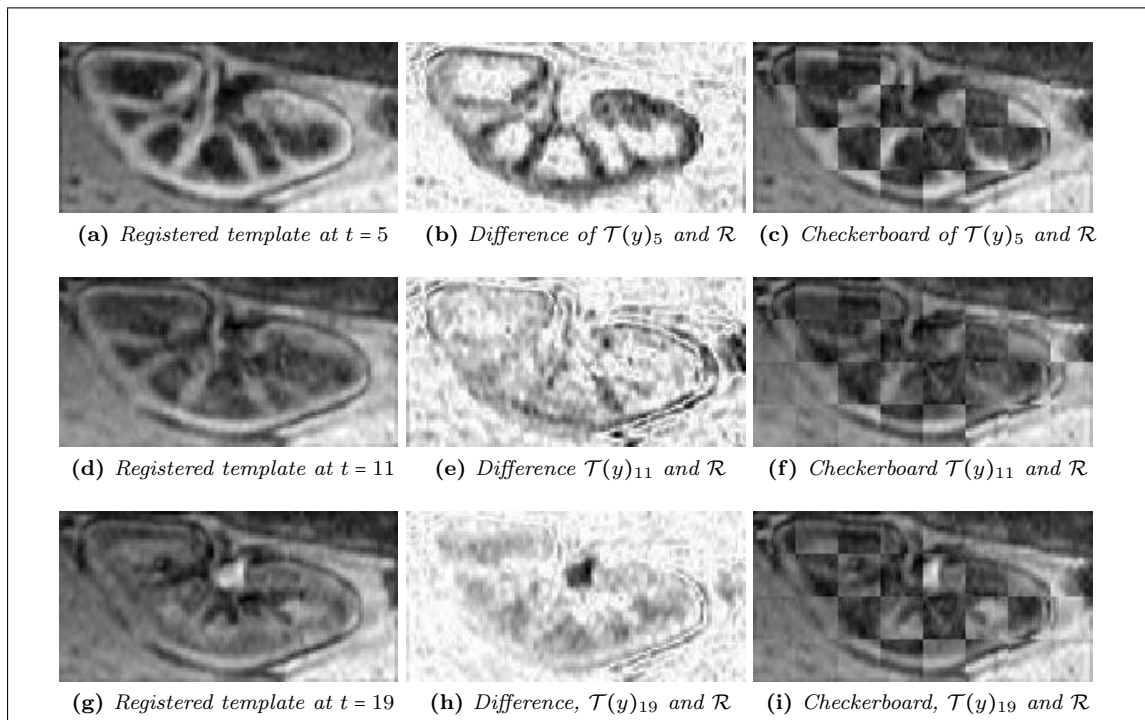 (a) Registered template at t = 5
(b) Difference of 𝒯(y)₅ and ℛ
(c) Checkerboard of 𝒯(y)₅ and ℛ
(d) Registered template at t = 11
(e) Difference 𝒯(y)₁₁ and ℛ
(f) Checkerboard 𝒯(y)₁₁ and ℛ
(g) Registered template at t = 19
(h) Difference, 𝒯(y)₁₉ and ℛ
(i) Checkerboard, 𝒯(y)₁₉ and ℛ